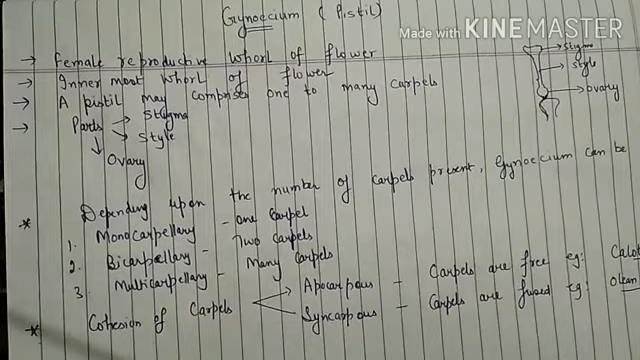 Gynoecium ( Pistil )
Made with KINEMASTER
→ Female reproductive whorl of flower
→ Inner most whorl of flower
→ A pistil may comprises one to many carpels
→ Parts → Stigma
→ Style
↓ Ovary
→ Stigma
→ Style
→ Ovary
* Depending upon the number of carpels present, Gynoecium can be
1. Monocarpellary - one carpel
2. Bicarpellary - Two carpels
3. Multicarpellary - Many carpels
* Cohesion of Carpels
Apocarpous - Carpels are free eg:
Syncarpous - Carpels are fused eg: